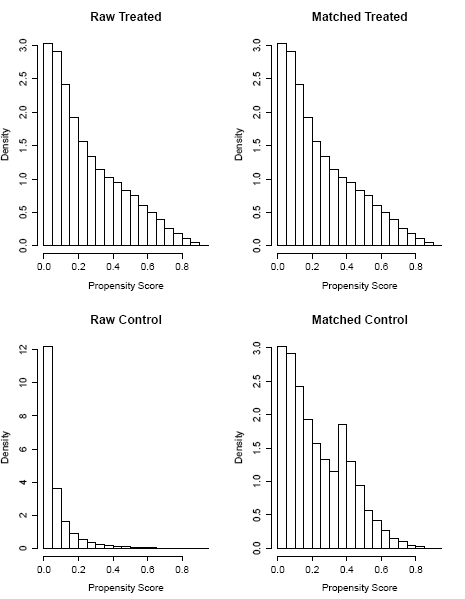 Raw Treated
Matched Treated
Density
3.0
2.5
2.0
1.5
1.0
0.5
0.0
0.0 0.2 0.4 0.6 0.8
Propensity Score
Density
3.0
2.5
2.0
1.5
1.0
0.5
0.0
0.0 0.2 0.4 0.6 0.8
Propensity Score
Raw Control
Matched Control
Density
12
10
8
6
4
2
0
0.0 0.2 0.4 0.6 0.8
Propensity Score
Density
3.0
2.5
2.0
1.5
1.0
0.5
0.0
0.0 0.2 0.4 0.6 0.8
Propensity Score